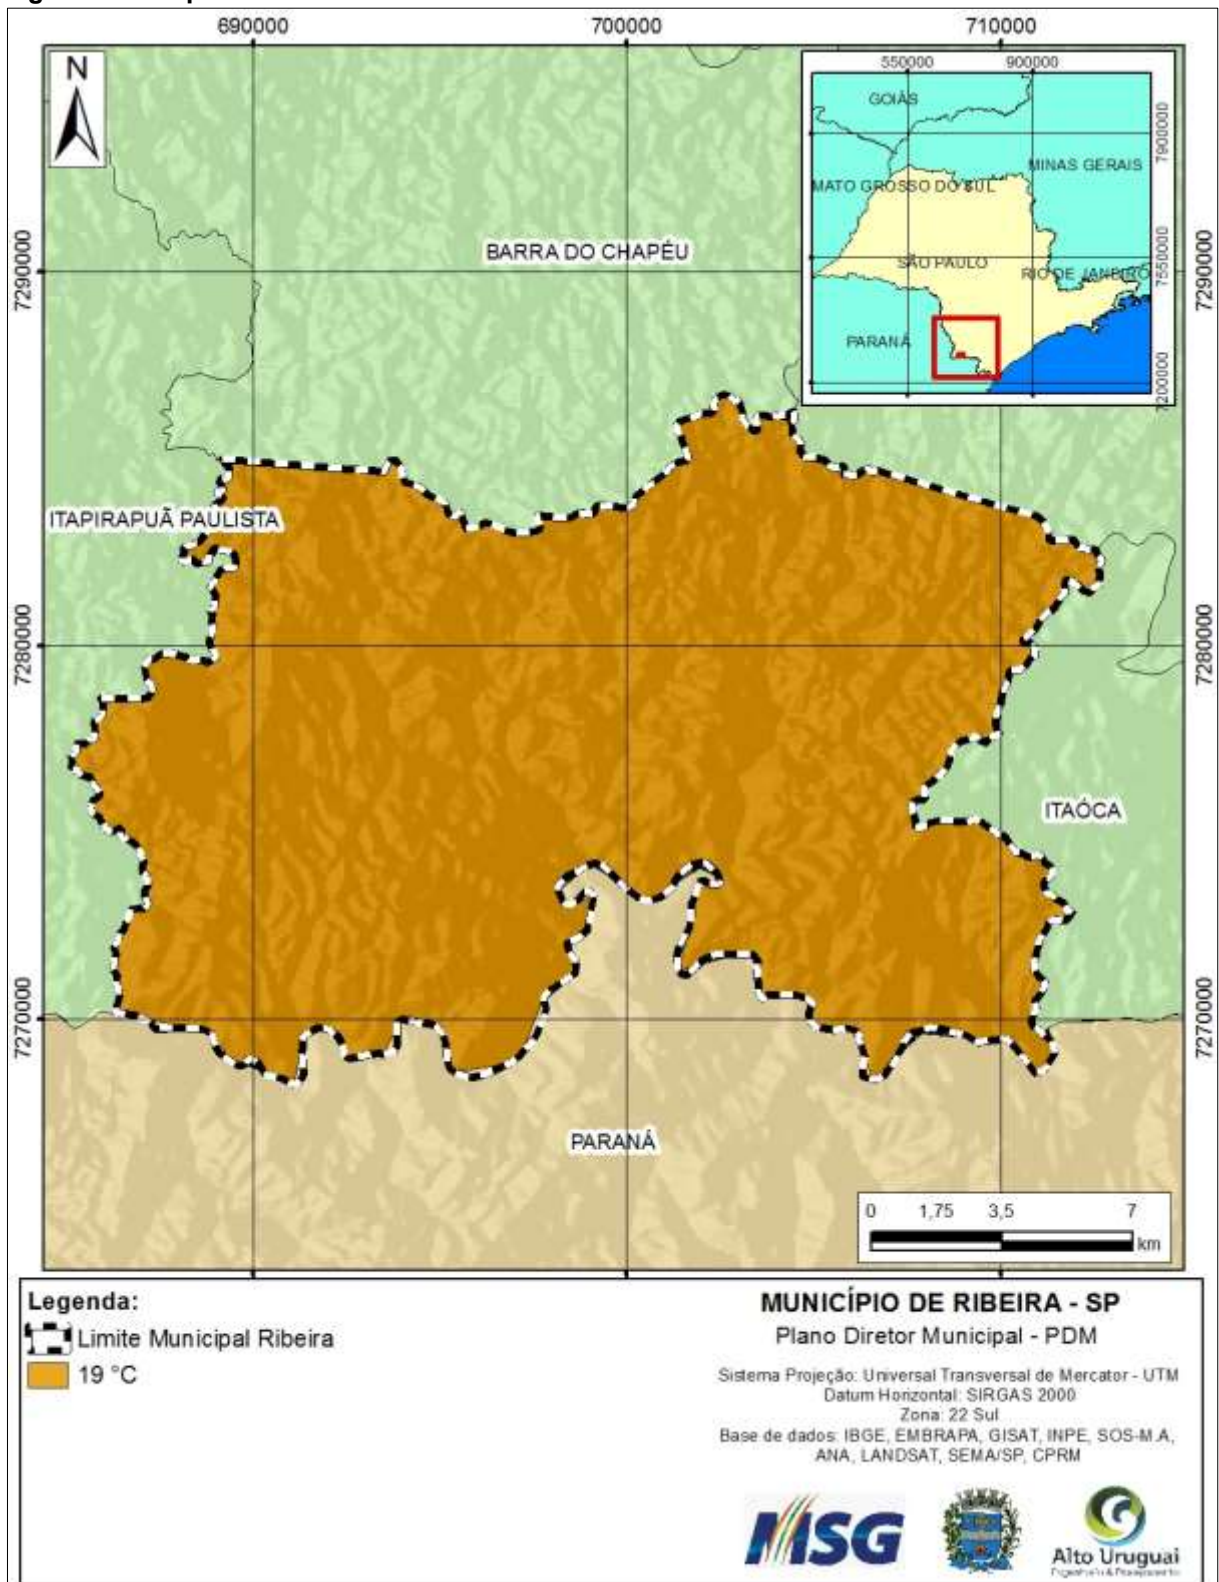 690000
700000
710000
N
550000
900000
GOIÁS
MINAS GERAIS
MATO GROSSO DO SUL
SÃO PAULO
RIO DE JANEIRO
PARANÁ
7900000
7550000
7200000
7290000
7290000
BARRA DO CHAPÉU
ITAPIRAPUÃ PAULISTA
7280000
7280000
ITAÓCA
7270000
7270000
PARANÁ
0 1,75 3,5 7
km
Legenda:
Limite Municipal Ribeira
19 °C
MUNICÍPIO DE RIBEIRA - SP
Plano Diretor Municipal - PDM
Sistema Projeção: Universal Transversal de Mercator - UTM
Datum Horizontal: SIRGAS 2000
Zona: 22 Sul
Base de dados: IBGE, EMBRAPA, GISAT, INPE, SOS-M.A,
ANA, LANDSAT, SEMA/SP, CPRM
MSG
Alto Uruguai
Engenharia & Planejamento